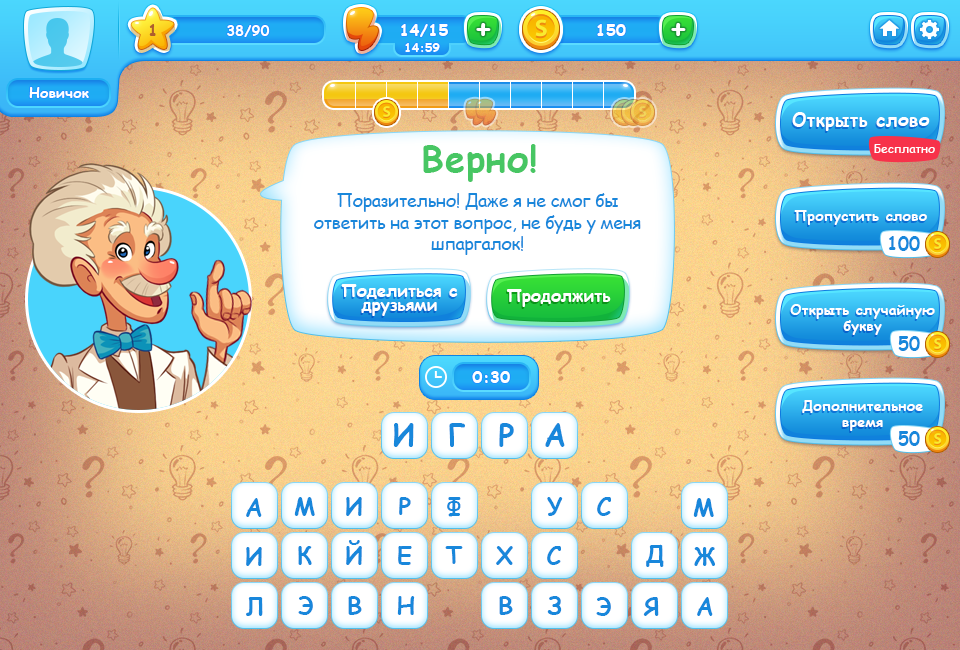 1
38/90
14/15
14:59
S
150
Новичок
S
Верно!
Поразительно! Даже я не смог бы
ответить на этот вопрос, не будь у меня
шпаргалок!
Поделиться с
друзьями
Продолжить
Открыть слово
Бесплатно
Пропустить слово
100 S
Открыть случайную
букву
50 S
Дополнительное
время
50 S
0:30
И Г Р А
А М И Р Ф У С М
И К Й Е Т Х С Д Ж
Л Э В Н В З Э Я А